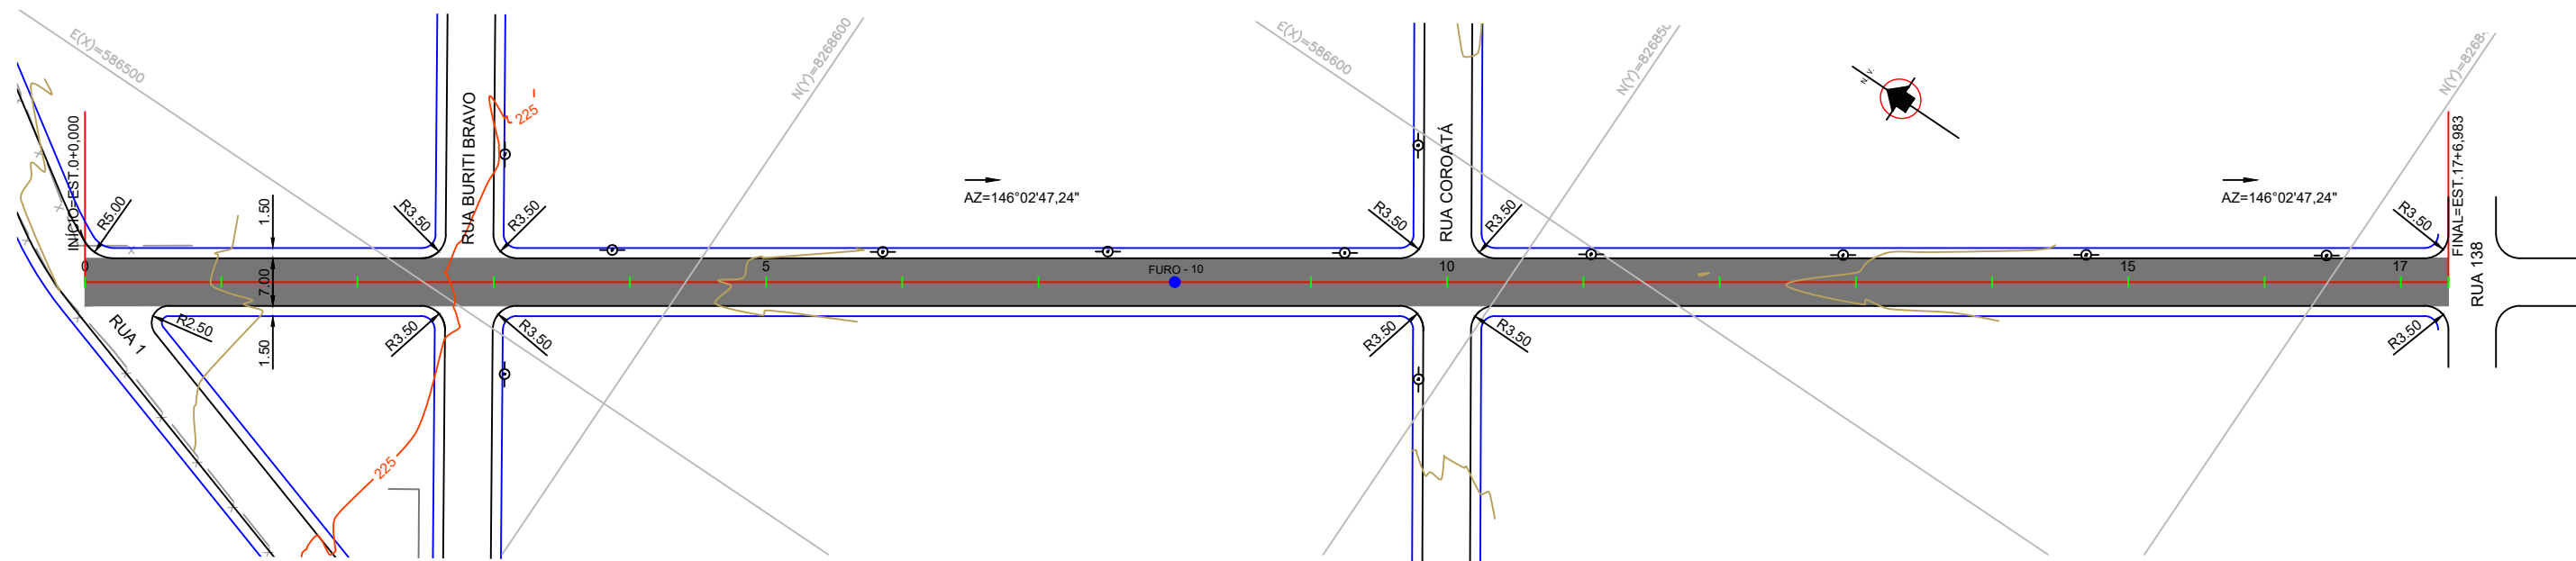 E(X)=586500
N(Y)=8268600
E(X)=586600
N(Y)=826850
N(Y)=8268
N.V.
225
INÍCIO=EST.0+0,000
R5.00
1.50
R3.50
RUA BURITI BRAVO
R3.50
AZ=146°02'47,24"
R3.50
RUA COROATÁ
R3.50
AZ=146°02'47,24"
R3.50
FINAL=EST.17+6,983
0
7.00
5
FURO - 10
10
15
17
RUA 138
RUA 1
R2.50
1.50
R3.50
R3.50
R3.50
R3.50
R3.50
225